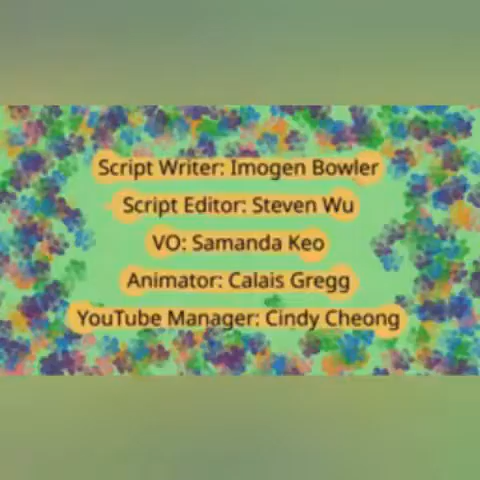 Script Writer: Imogen Bowler
Script Editor: Steven Wu
VO: Samanda Keo
Animator: Calais Gregg
YouTube Manager: Cindy Cheong